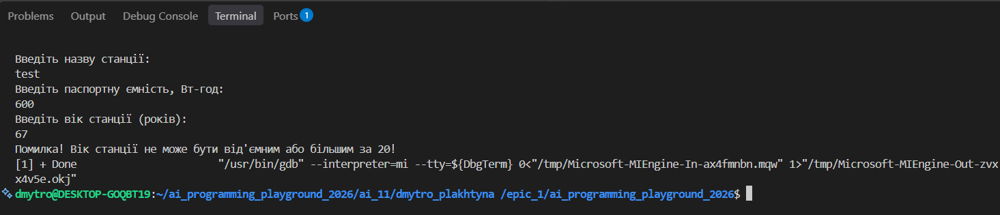 Problems Output Debug Console Terminal Ports 1
Введіть назву станції:
test
Введіть паспортну ємність, Вт-год:
600
Введіть вік станції (років):
67
Помилка! Вік станції не може бути від'ємним або більшим за 20!
[1] + Done "/usr/bin/gdb" --interpreter=mi --tty=${DbgTerm} 0<"/tmp/Microsoft-MIEngine-In-ax4fmnbn.mqw" 1>"/tmp/Microsoft-MIEngine-Out-zvx
x4v5e.okj"
dmytro@DESKTOP-GOQBT19:~/ai_programming_playground_2026/ai_11/dmytro_plakhtyna /epic_1/ai_programming_playground_2026$